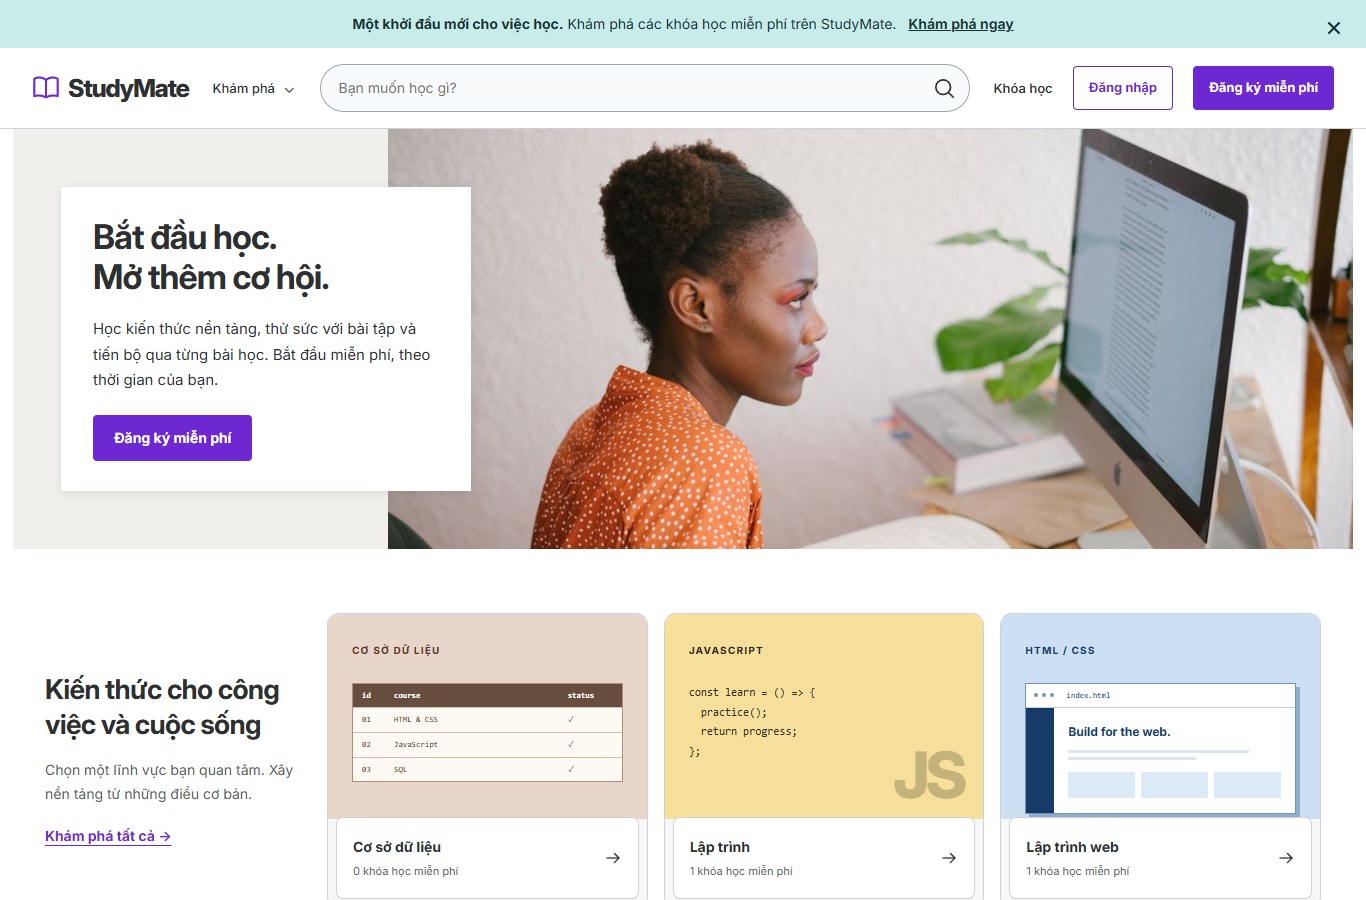 Một khởi đầu mới cho việc học. Khám phá các khóa học miễn phí trên StudyMate. Khám phá ngay
StudyMate
Khám phá
Bạn muốn học gì?
Khóa học
Đăng nhập
Đăng ký miễn phí
Bắt đầu học.
Mở thêm cơ hội.
Học kiến thức nền tảng, thử sức với bài tập và
tiến bộ qua từng bài học. Bắt đầu miễn phí, theo
thời gian của bạn.
Đăng ký miễn phí
Kiến thức cho công
việc và cuộc sống
Chọn một lĩnh vực bạn quan tâm. Xây
nền tảng từ những điều cơ bản.
Khám phá tất cả →
CƠ SỞ DỮ LIỆU
id course status
01 HTML & CSS ✓
02 JavaScript ✓
03 SQL ✓
Cơ sở dữ liệu
0 khóa học miễn phí
JAVASCRIPT
const learn = () => {
practice();
return progress;
};
JS
Lập trình
1 khóa học miễn phí
HTML / CSS
index.html
Build for the web.
Lập trình web
1 khóa học miễn phí